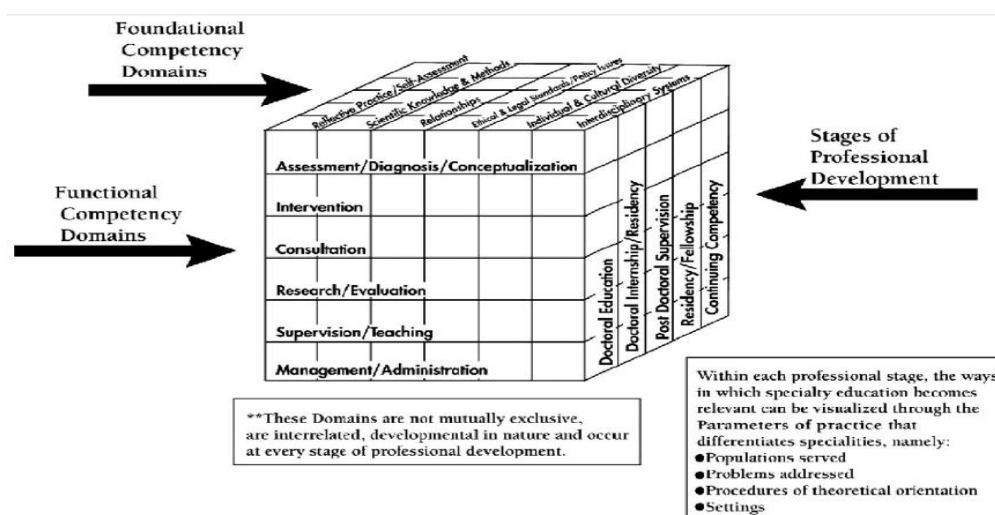 Foundational
Competency
Domains
Reflective Practice/Self-Assessment
Scientific Knowledge & Methods
Relationships
Ethical & Legal Standards/Policy Issues
Individual & Cultural Diversity
Interdisciplinary Systems
Functional
Competency
Domains
Assessment/Diagnosis/Conceptualization
Intervention
Consultation
Research/Evaluation
Supervision/Teaching
Management/Administration
Doctoral Education
Doctoral Internship/Residency
Post Doctoral Supervision
Residency/Fellowship
Continuing Competency
Stages of
Professional
Development
**These Domains are not mutually exclusive,
are interrelated, developmental in nature and occur
at every stage of professional development.
Within each professional stage, the ways
in which specialty education becomes
relevant can be visualized through the
Parameters of practice that
differentiates specialities, namely:
●Populations served
●Problems addressed
●Procedures of theoretical orientation
●Settings